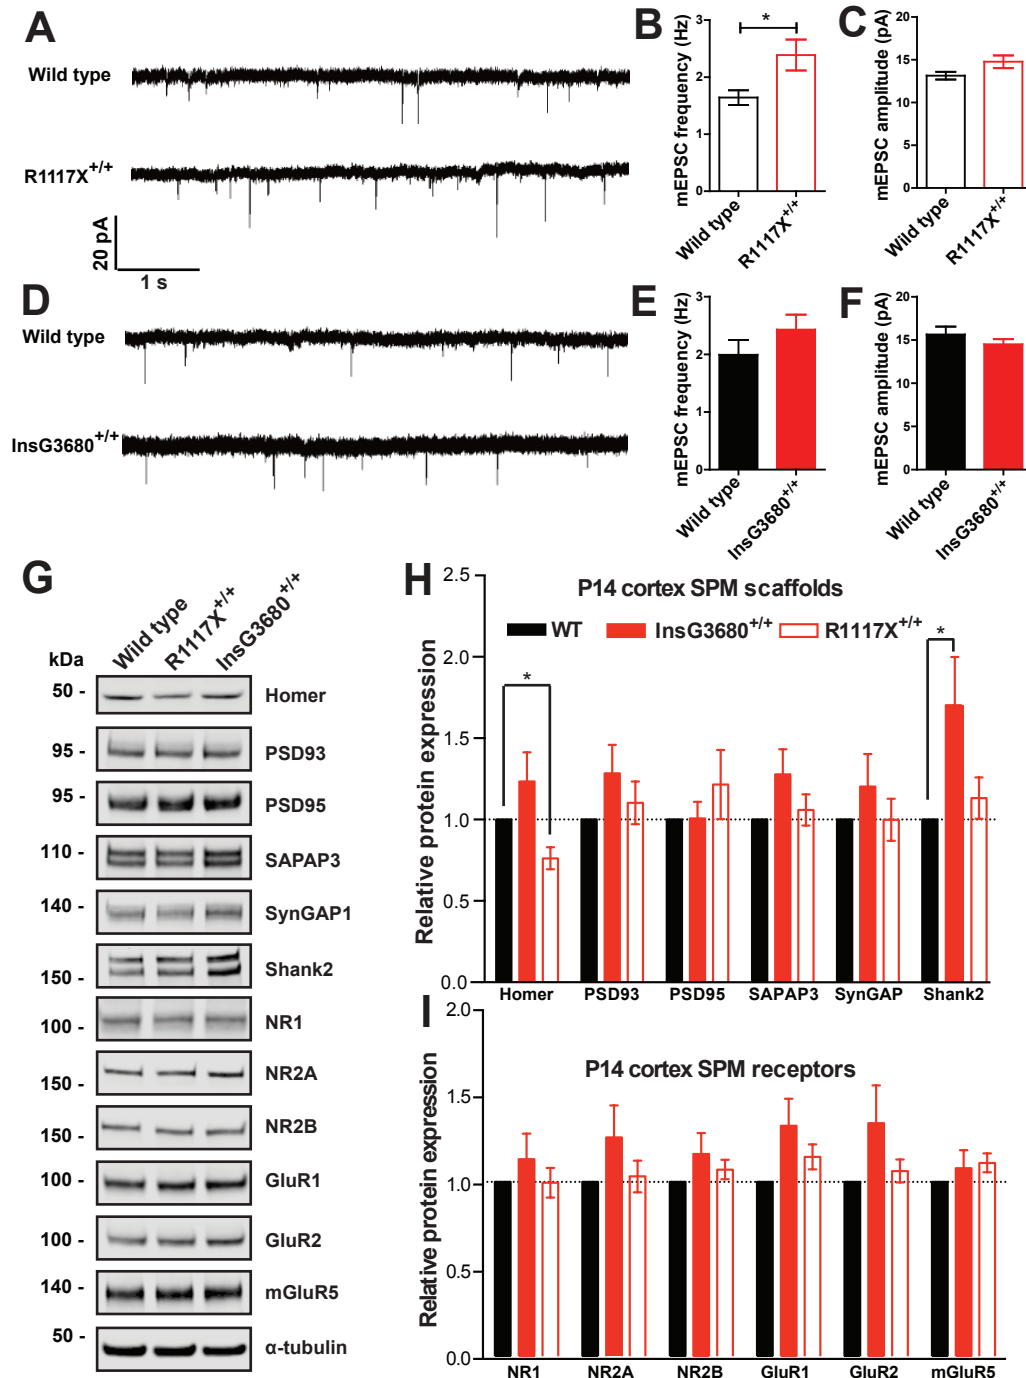 A
Wild type
R1117X+/+
20 pA
1 s
B
mEPSC frequency (Hz)
3
2
1
0
*
Wild type
R1117X+/+
C
mEPSC amplitude (pA)
20
15
10
5
0
Wild type
R1117X+/+
D
Wild type
InsG3680+/+
E
mEPSC frequency (Hz)
3
2
1
0
Wild type
InsG3680+/+
F
mEPSC amplitude (pA)
20
15
10
5
0
Wild type
InsG3680+/+
G
Wild type
R1117X+/+
InsG3680+/+
kDa
50 - Homer
95 - PSD93
95 - PSD95
110 - SAPAP3
140 - SynGAP1
150 - Shank2
100 - NR1
150 - NR2A
150 - NR2B
100 - GluR1
100 - GluR2
140 - mGluR5
50 - α-tubulin
H
P14 cortex SPM scaffolds
WT InsG3680+/+ R1117X+/+
Relative protein expression
2.5
2.0
1.5
1.0
0.5
0.0
*
*
Homer PSD93 PSD95 SAPAP3 SynGAP Shank2
I
P14 cortex SPM receptors
Relative protein expression
2.0
1.5
1.0
0.5
0.0
NR1 NR2A NR2B GluR1 GluR2 mGluR5